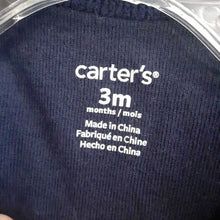 carter's®
3m
months / mois
Made in China
Fabriqué en Chine
Hecho en China